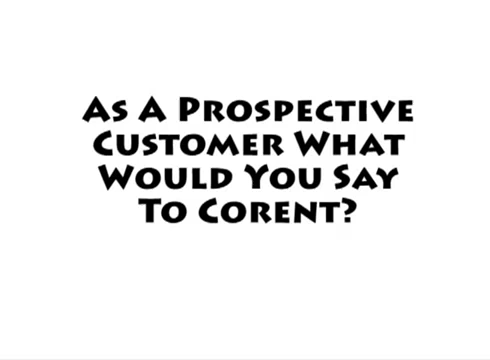 As A Prospective
Customer What
Would You Say
To Corent?